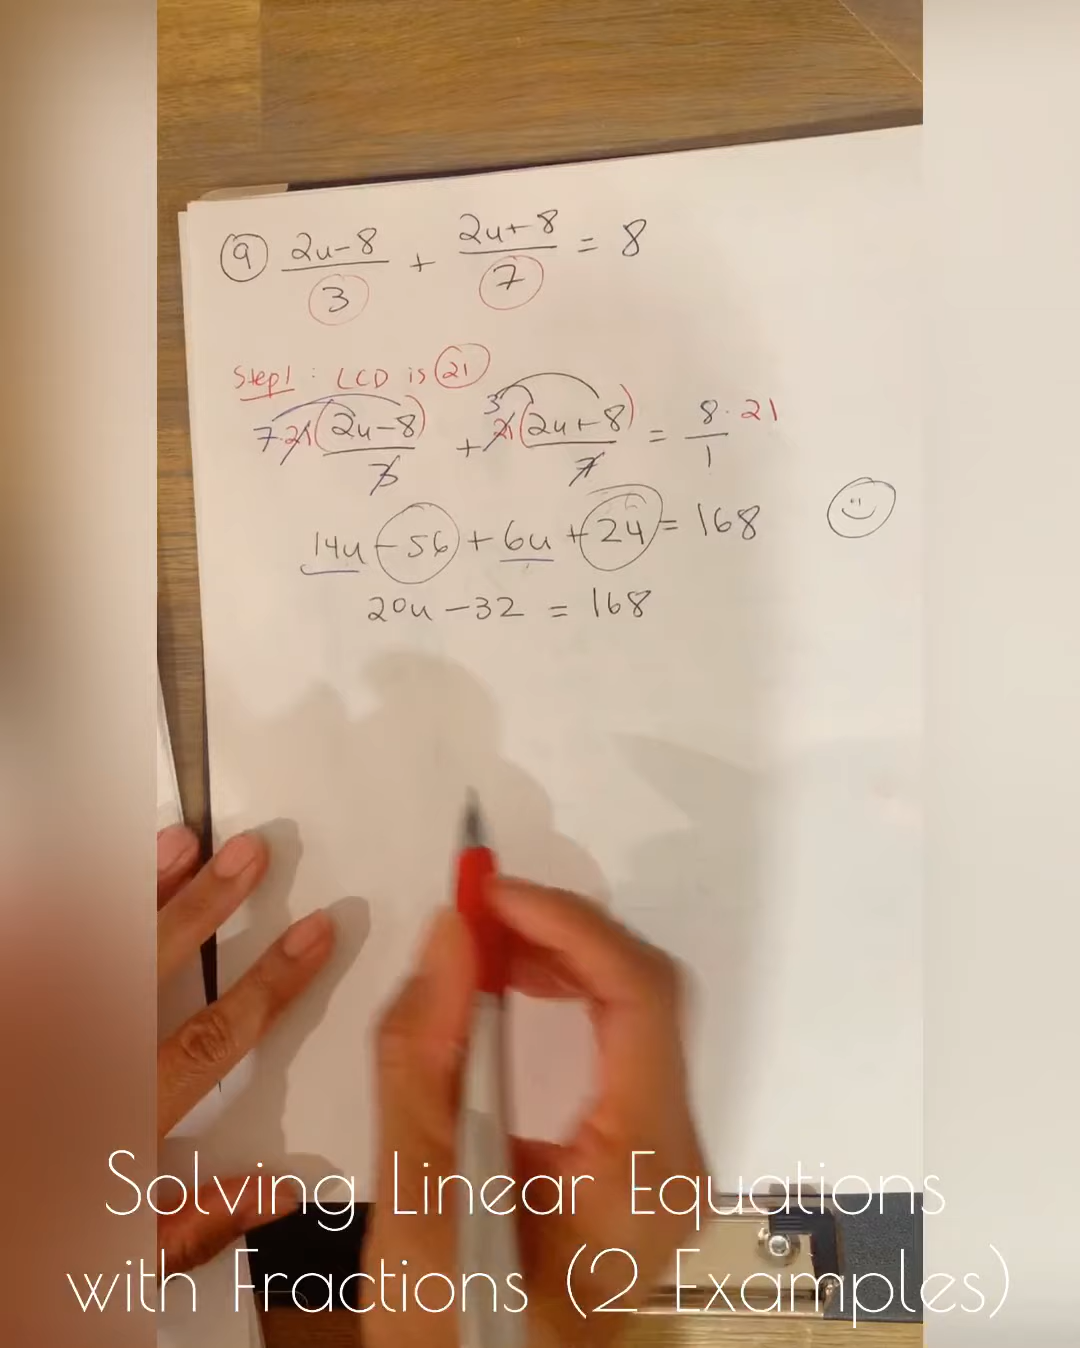 9 (2u-8)/3 + (2u+8)/7 = 8
Step 1: LCD is 21
7 21(2u-8)/3 + 3 21(2u+8)/7 = 8/1 · 21
14u - 56 + 6u + 24 = 168
20u - 32 = 168
Solving Linear Equations
with Fractions (2 Examples)